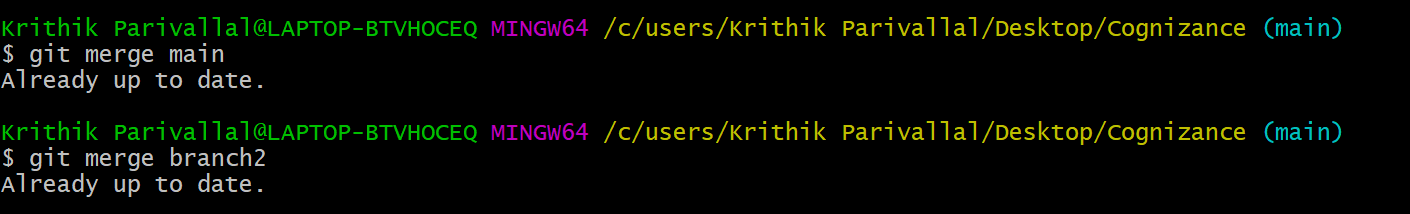 Krithik Parivallal@LAPTOP-BTVHOCEQ MINGW64 /c/users/Krithik Parivallal/Desktop/Cognizance (main)
$ git merge main
Already up to date.
Krithik Parivallal@LAPTOP-BTVHOCEQ MINGW64 /c/users/Krithik Parivallal/Desktop/Cognizance (main)
$ git merge branch2
Already up to date.